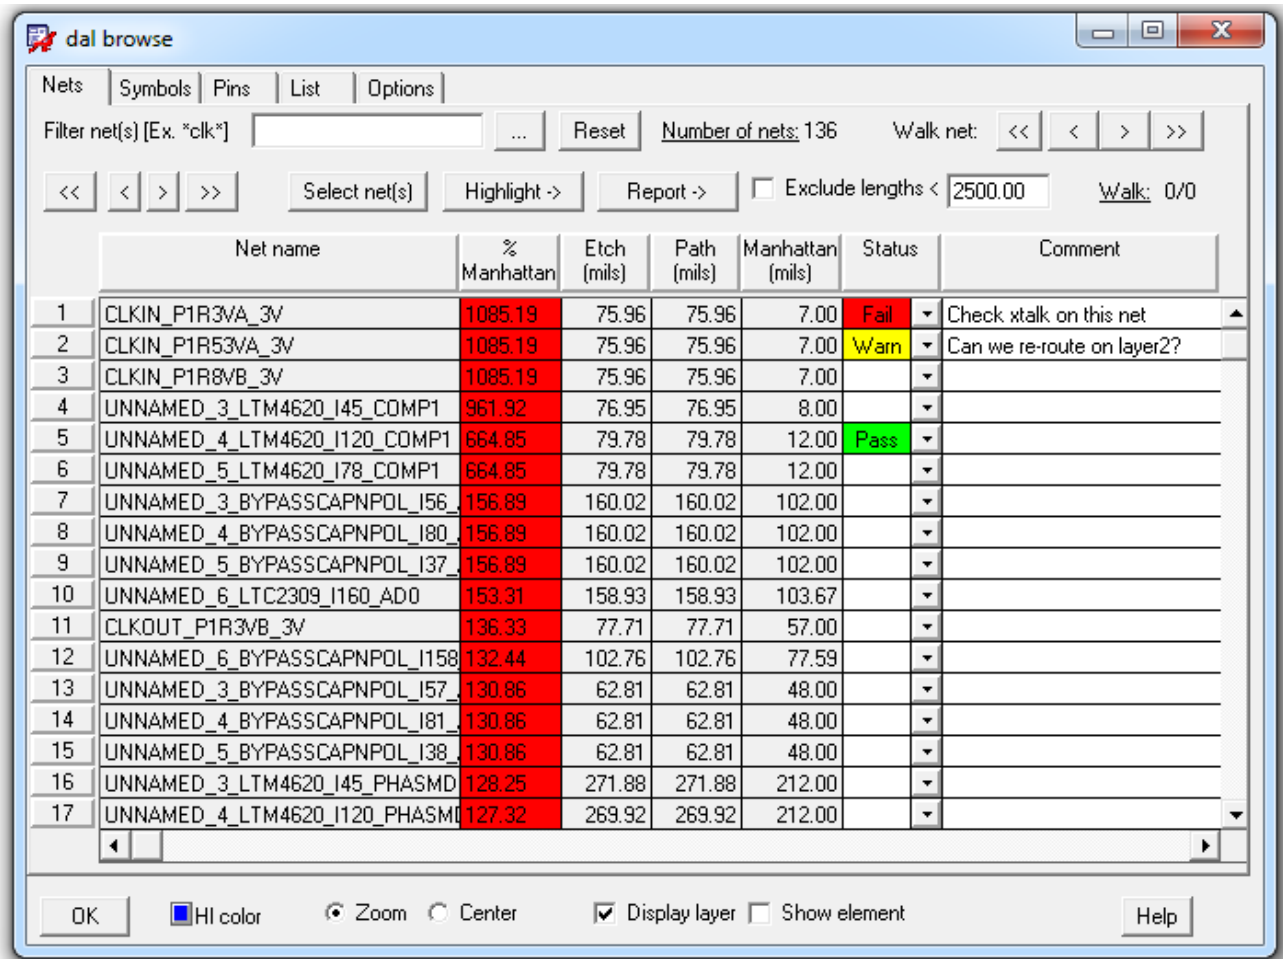 dal browse
Nets Symbols Pins List Options
Filter net(s) [Ex. *clk*] ... Reset Number of nets: 136 Walk net: << < > >>
<< < > >> Select net(s) Highlight -> Report -> Exclude lengths < 2500.00 Walk: 0/0
Net name % Manhattan Etch (mils) Path (mils) Manhattan (mils) Status Comment
1 CLKIN_P1R3VA_3V 1085.19 75.96 75.96 7.00 Fail Check xtalk on this net
2 CLKIN_P1R53VA_3V 1085.19 75.96 75.96 7.00 Warn Can we re-route on layer2?
3 CLKIN_P1R8VB_3V 1085.19 75.96 75.96 7.00
4 UNNAMED_3_LTM4620_I45_COMP1 961.92 76.95 76.95 8.00
5 UNNAMED_4_LTM4620_I120_COMP1 664.85 79.78 79.78 12.00 Pass
6 UNNAMED_5_LTM4620_I78_COMP1 664.85 79.78 79.78 12.00
7 UNNAMED_3_BYPASSCAPNPOL_I56_ 156.89 160.02 160.02 102.00
8 UNNAMED_4_BYPASSCAPNPOL_I80_ 156.89 160.02 160.02 102.00
9 UNNAMED_5_BYPASSCAPNPOL_I37_ 156.89 160.02 160.02 102.00
10 UNNAMED_6_LTC2309_I160_AD0 153.31 158.93 158.93 103.67
11 CLKOUT_P1R3VB_3V 136.33 77.71 77.71 57.00
12 UNNAMED_6_BYPASSCAPNPOL_I158 132.44 102.76 102.76 77.59
13 UNNAMED_3_BYPASSCAPNPOL_I57_ 130.86 62.81 62.81 48.00
14 UNNAMED_4_BYPASSCAPNPOL_I81_ 130.86 62.81 62.81 48.00
15 UNNAMED_5_BYPASSCAPNPOL_I38_ 130.86 62.81 62.81 48.00
16 UNNAMED_3_LTM4620_I45_PHASMD 128.25 271.88 271.88 212.00
17 UNNAMED_4_LTM4620_I120_PHASM 127.32 269.92 269.92 212.00
OK HI color Zoom Center Display layer Show element Help